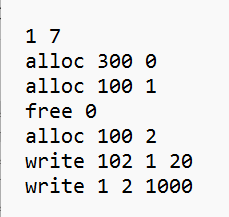 1 7
alloc 300 0
alloc 100 1
free 0
alloc 100 2
write 102 1 20
write 1 2 1000